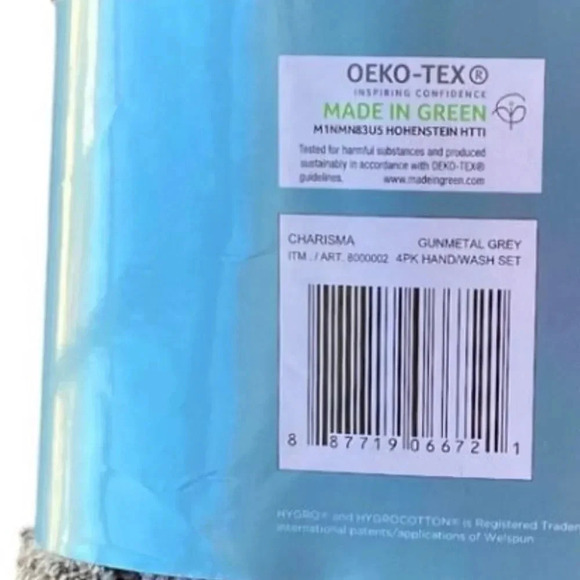 OEKO-TEX®
INSPIRING CONFIDENCE
MADE IN GREEN
M1NMN83U5 HOHENSTEIN HTTI
Tested for harmful substances and produced
sustainably in accordance with OEKO-TEX®
guidelines. www.madeingreen.com
CHARISMA GUNMETAL GREY
ITM. / ART. 8000002 4PK HAND/WASH SET
8 87719 06672 1
HYGRO® and HYGROCOTTON® is Registered Tradem
international patents/applications of Welspun